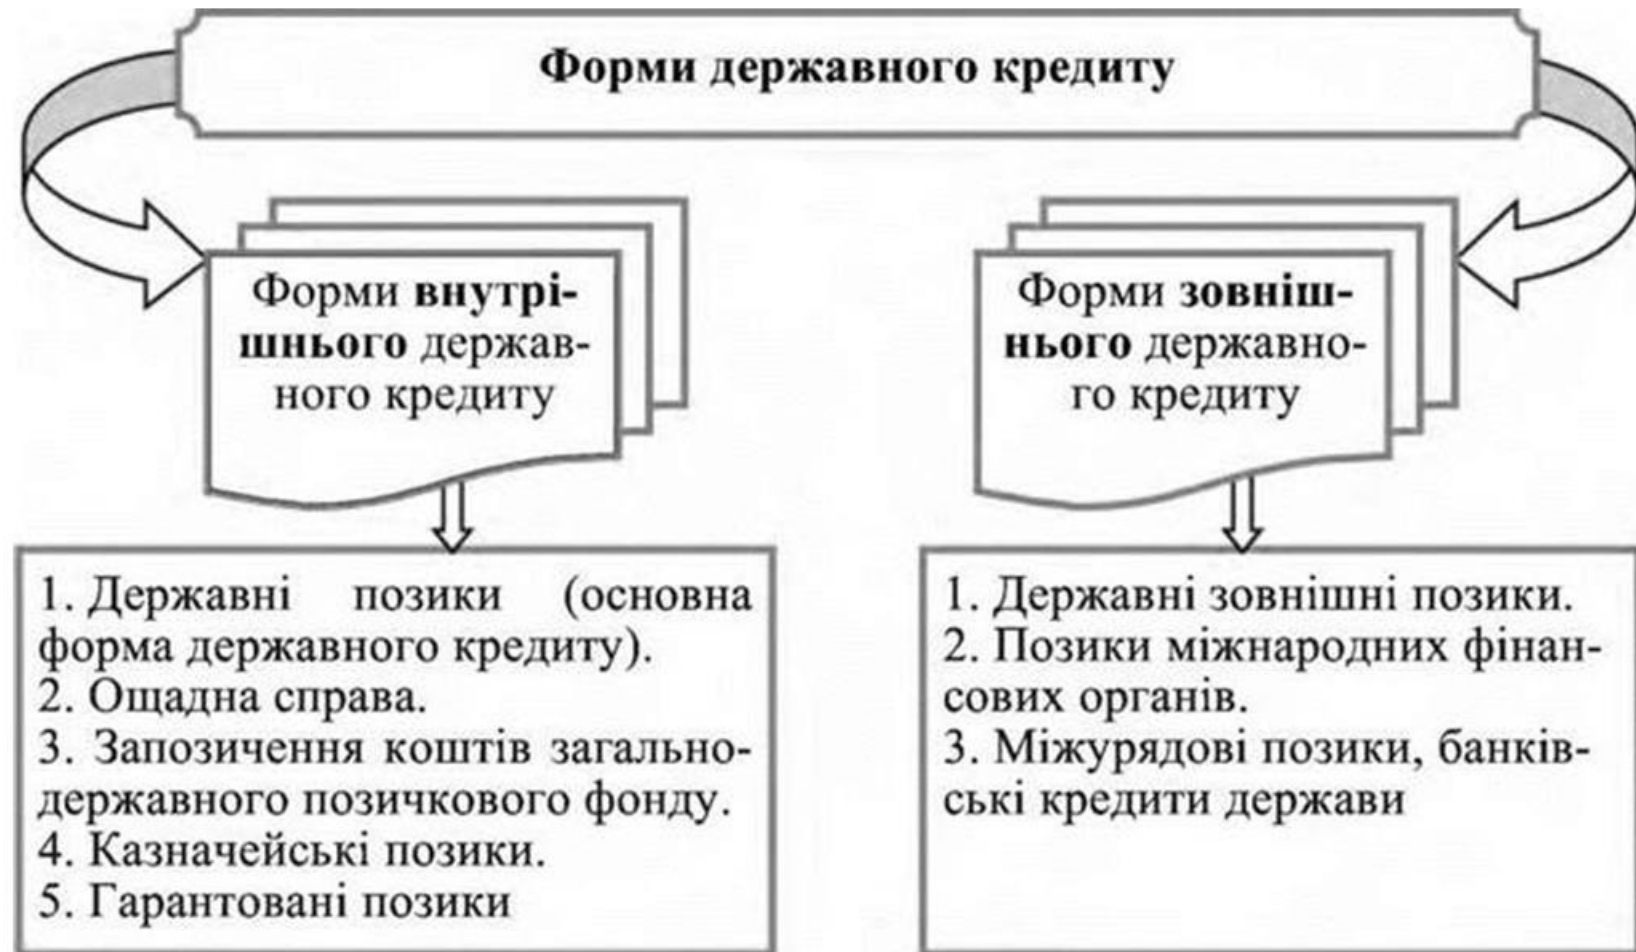 Форми державного кредиту
Форми внутрі-
шнього держав-
ного кредиту
Форми зовніш-
нього державно-
го кредиту
1. Державні позики (основна
форма державного кредиту).
2. Ощадна справа.
3. Запозичення коштів загально-
державного позичкового фонду.
4. Казначейські позики.
5. Гарантовані позики
1. Державні зовнішні позики.
2. Позики міжнародних фінан-
сових органів.
3. Міжурядові позики, банків-
ські кредити держави